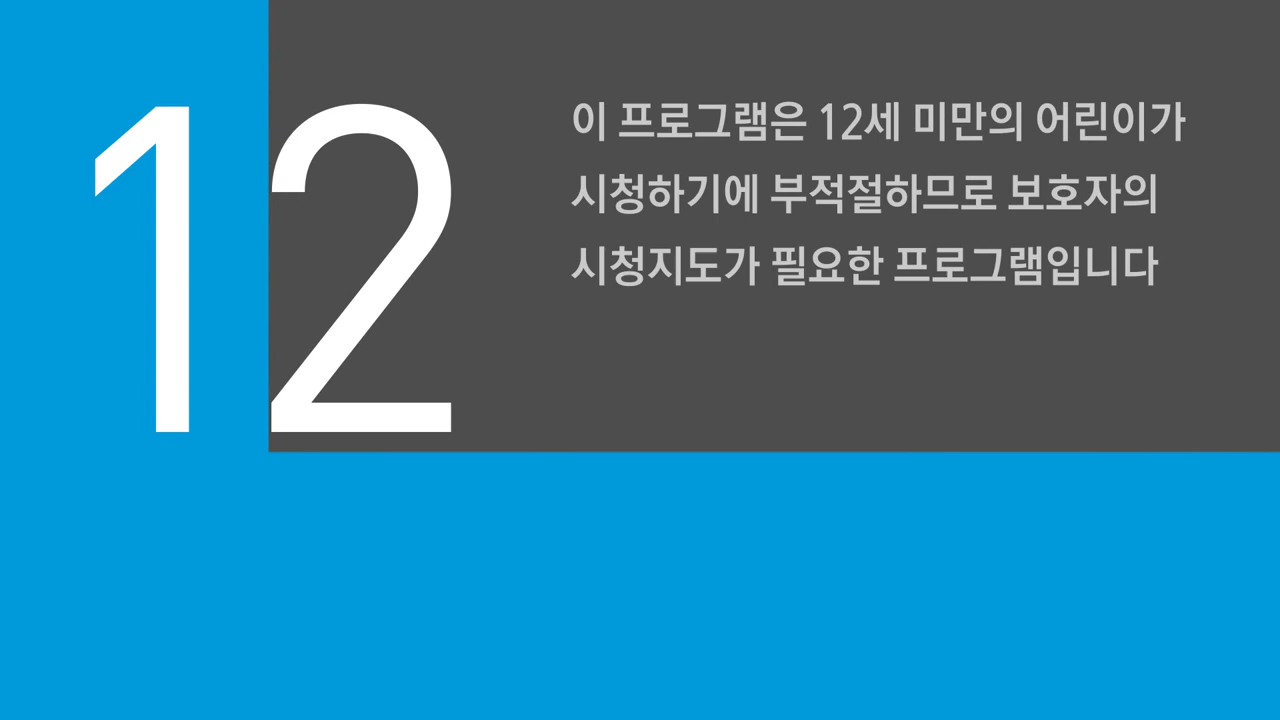 12
이 프로그램은 12세 미만의 어린이가
시청하기에 부적절하므로 보호자의
시청지도가 필요한 프로그램입니다